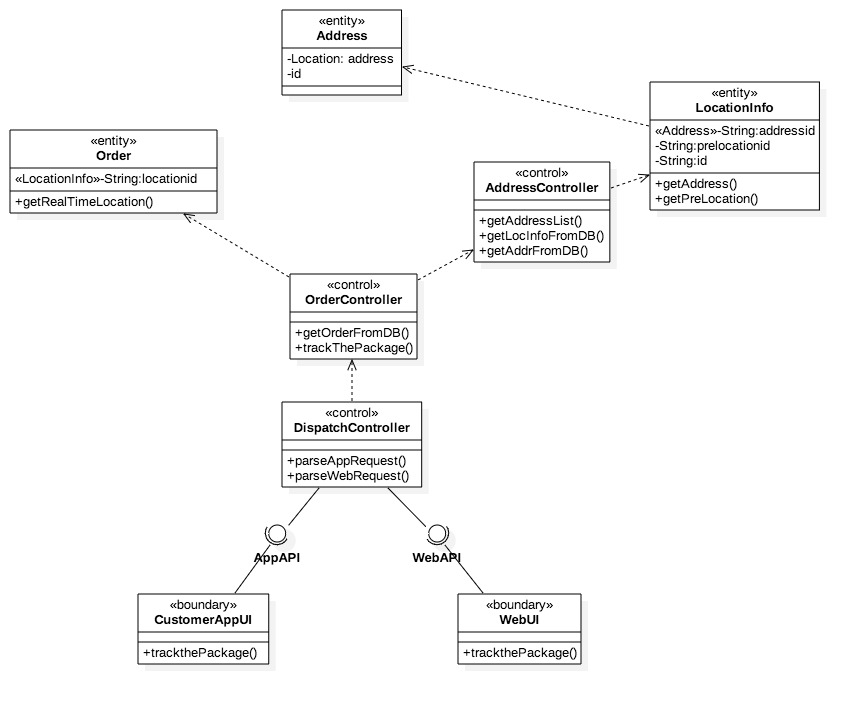 «entity»
Address
-Location: address
-id
«entity»
LocationInfo
«Address»-String:addressid
-String:prelocationid
-String:id
+getAddress()
+getPreLocation()
«entity»
Order
«LocationInfo»-String:locationid
+getRealTimeLocation()
«control»
AddressController
+getAddressList()
+getLocInfoFromDB()
+getAddrFromDB()
«control»
OrderController
+getOrderFromDB()
+trackThePackage()
«control»
DispatchController
+parseAppRequest()
+parseWebRequest()
AppAPI
WebAPI
«boundary»
CustomerAppUI
+trackthePackage()
«boundary»
WebUI
+trackthePackage()